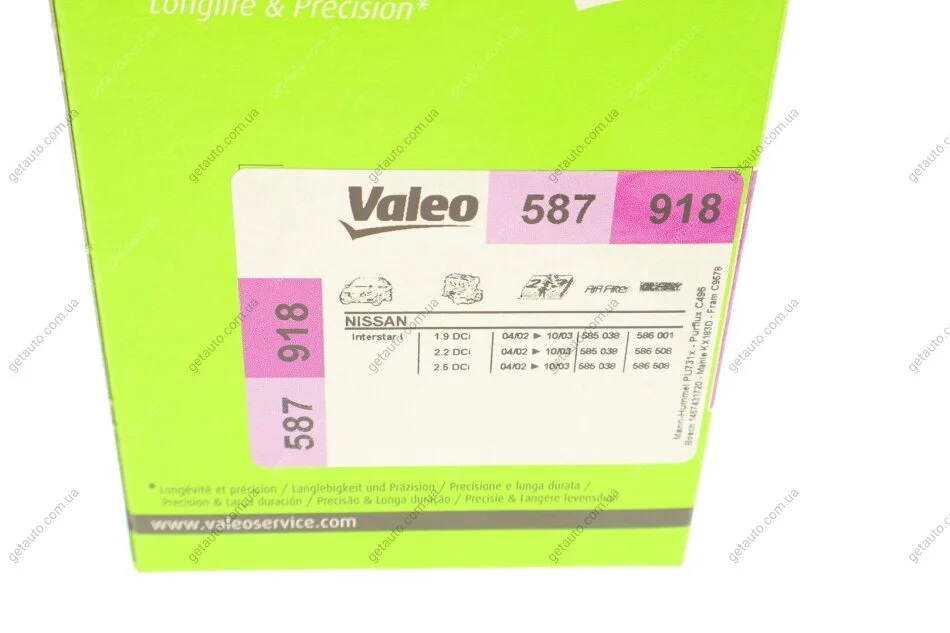 Longlife & Precision*
Valeo 587 918
AIR Filter
NISSAN
Interstar I 1.9 DCi 04/02 ► 10/03 585 038 586 001
2.2 DCi 04/02 ► 10/03 585 038 586 508
2.5 DCi 04/02 ► 10/03 585 038 586 508
587 918
Mann-Hummel PU731x - Purflux C496
Bosch 1457431720 - Mahle KX183D - Fram C9678
* Longévité et précision / Langlebigkeit und Präzision / Precisione e lunga durata /
Precision & Larga duración / Precisão & Longa duração / Precisie & Langere levensduur
www.valeoservice.com
getauto.com.ua